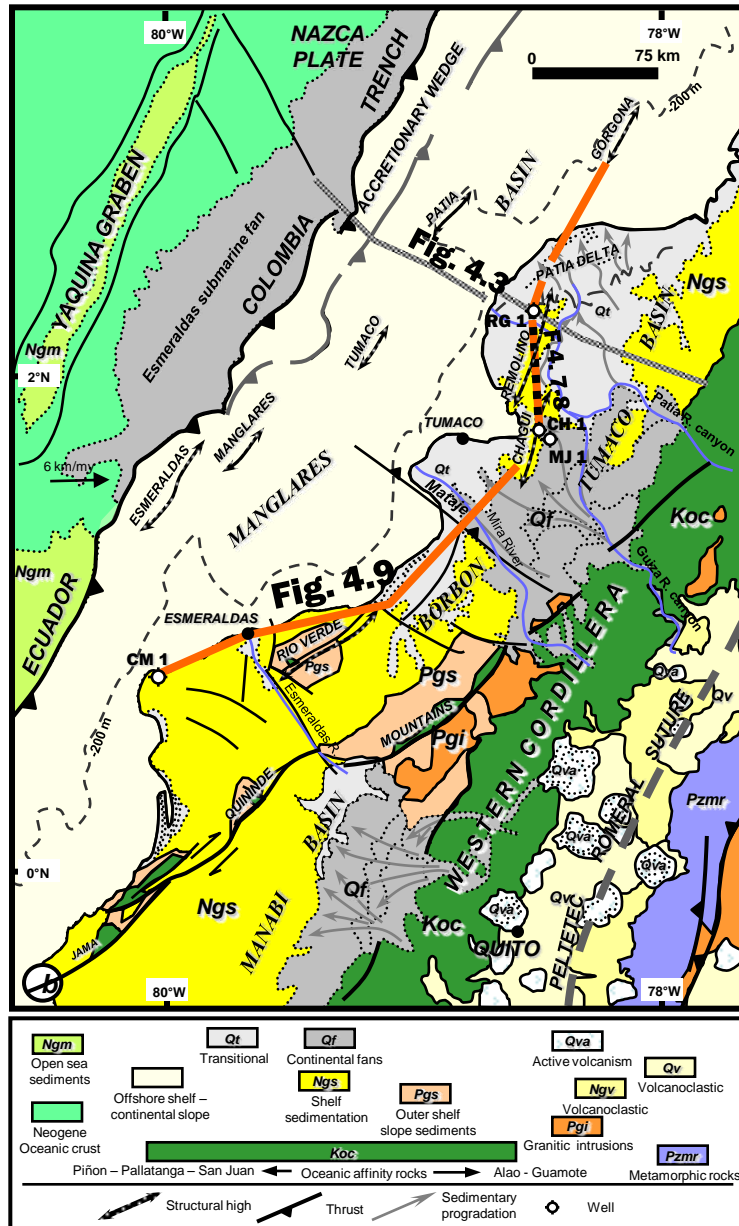 80°W
78°W
NAZCA
PLATE
0 75 km
TRENCH
ACCRETIONARY WEDGE
-200 m
GORGONA
BASIN
PATIA
YAQUINA GRABEN
Esmeraldas submarine fan
COLOMBIA
Fig. 4.3
PATIA DELTA
Ngs
Qt
BASIN
RG 1
REMOLINO
F. 4.7-8
Ngm
2°N
TUMACO
MANGLARES
ESMERALDAS
6 km/my
MANGLARES
TUMACO
CH 1
MJ 1
CHAGUI
TUMACO
Patia R. canyon
Qt
Mataje
Mira River
Qf
Koc
Guiza R. canyon
Ngm
ECUADOR
Fig. 4.9
ESMERALDAS
CM 1
RIO VERDE
Pgs
BORBON
Pgs
Esmeraldas R.
MOUNTAINS
Pgi
WESTERN CORDILLERA
Qva
Qv
SUTURE
ROMERAL
PELTETEC
Pzmr
-200 m
QUININDE
BASIN
Qva
Qva
Qva
0°N
Qf
Ngs
MANABI
Koc
Qva
Qv
QUITO
JAMA
b
80°W
78°W
Ngm
Open sea
sediments
Qt
Transitional
Qf
Continental fans
Qva
Active volcanism
Qv
Volcanoclastic
Offshore shelf –
continental slope
Ngs
Shelf
sedimentation
Pgs
Outer shelf
slope sediments
Ngv
Volcanoclastic
Neogene
Oceanic crust
Pgi
Granitic intrusions
Koc
Pzmr
Metamorphic rocks
Piñon – Pallatanga – San Juan Oceanic affinity rocks Alao - Guamote
Structural high
Thrust
Sedimentary
progradation
Well